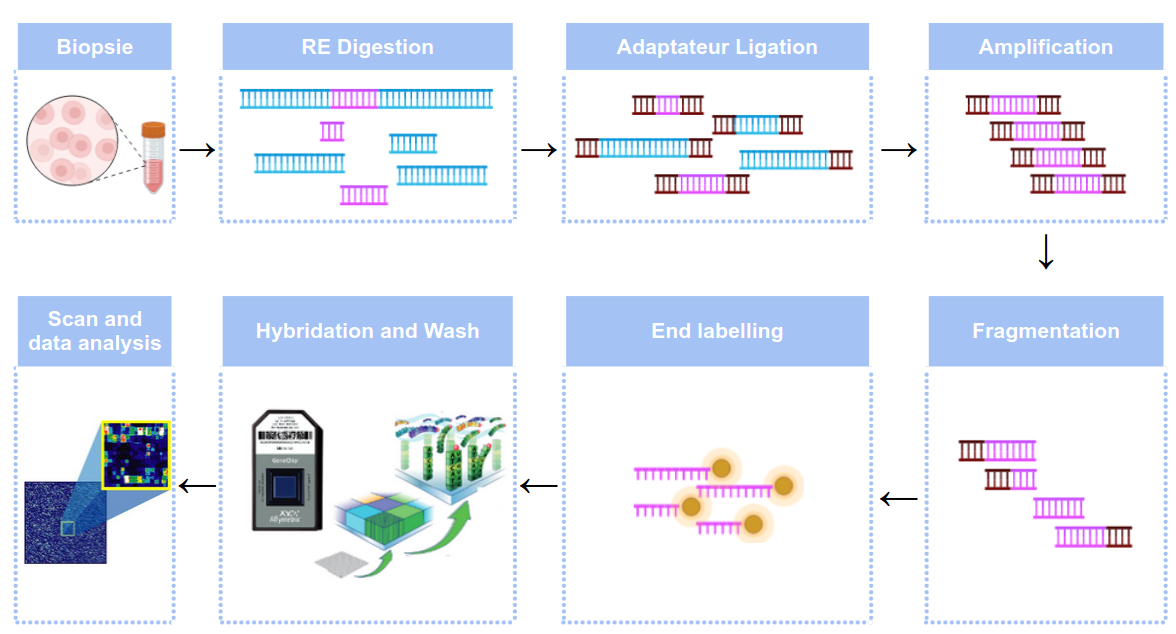 Biopsie
RE Digestion
Adaptateur Ligation
Amplification
Scan and
data analysis
Hybridation and Wash
End labelling
Fragmentation
GeneChip
Affymetrix